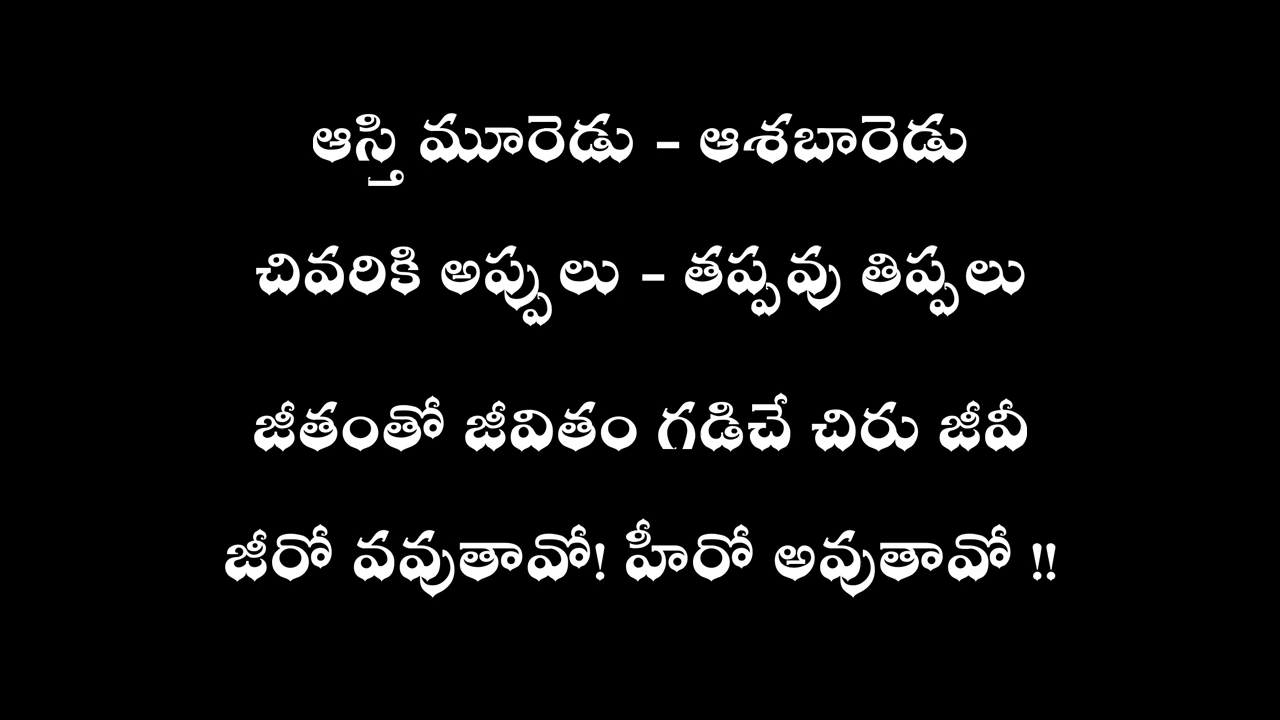 ఆస్తి మూరెడు - ఆశబారెడు
చివరికి అప్పులు - తప్పవు తిప్పలు
జీతంతో జీవితం గడిచే చిరు జీవీ
జీరో వవుతావో! హీరో అవుతావో !!